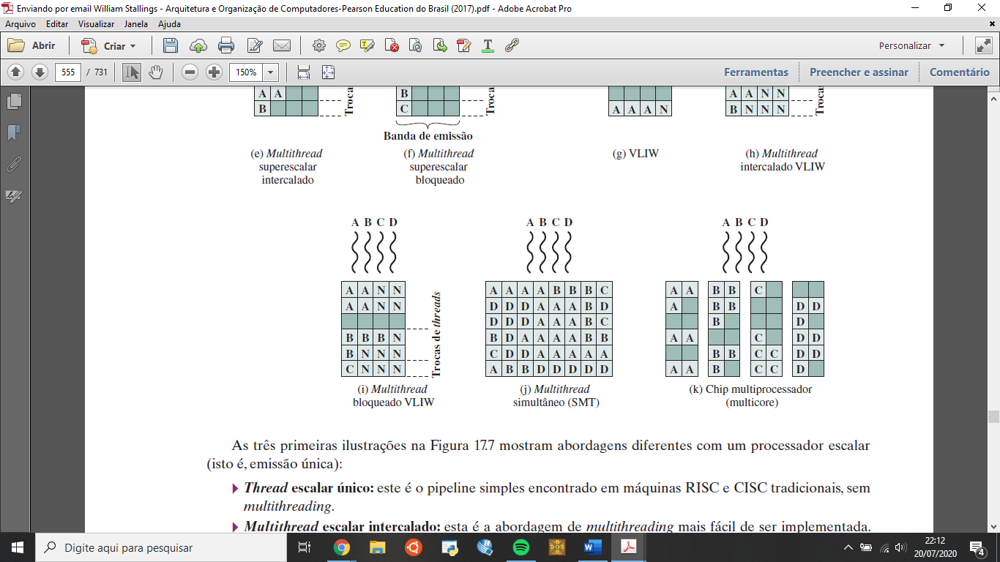 Enviando por email William Stallings - Arquitetura e Organização de Computadores-Pearson Education do Brasil (2017).pdf - Adobe Acrobat Pro
Arquivo Editar Visualizar Janela Ajuda
Abrir Criar Personalizar
555 / 731 150% Ferramentas Preencher e assinar Comentário
A A B A A N N
B C A A A N B N N N
Troca Troca Troca
Banda de emissão
(e) Multithread (f) Multithread (g) VLIW (h) Multithread
superescalar superescalar intercalado VLIW
intercalado bloqueado
A B C D A B C D A B C D
A A N N A A A A B B B C A A B B C
A A N N D D D A A A B D A B B D D
D D D A A A B C B D
B B B N B D A A A A B B A A C D D
B N N N C D D A A A A A B B C C D D
C N N N A B B D D D D D A A B C C D
Trocas de threads
(i) Multithread (j) Multithread (k) Chip multiprocessador
bloqueado VLIW simultâneo (SMT) (multicore)
As três primeiras ilustrações na Figura 17.7 mostram abordagens diferentes com um processador escalar
(isto é, emissão única):
Thread escalar único: este é o pipeline simples encontrado em máquinas RISC e CISC tradicionais, sem
multithreading.
Multithread escalar intercalado: esta é a abordagem de multithreading mais fácil de ser implementada.
Digite aqui para pesquisar
B
DOS
X
22:12
20/07/2020
4